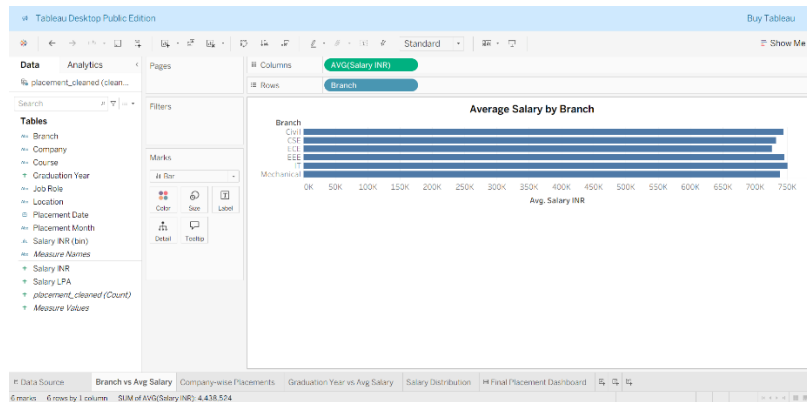 Tableau Desktop Public Edition
Buy Tableau
Standard
Show Me
Data
Analytics
Pages
Columns
AVG(Salary INR)
placement_cleaned (clean...
Rows
Branch
Search
Filters
Average Salary by Branch
Tables
Branch
Company
Course
Graduation Year
Job Role
Location
Placement Date
Placement Month
Salary INR (bin)
Measure Names
Salary INR
Salary LPA
placement_cleaned (Count)
Measure Values
Marks
Bar
Color
Size
Label
Detail
Tooltip
Branch
Civil
CSE
ECE
EEE
IT
Mechanical
0K 50K 100K 150K 200K 250K 300K 350K 400K 450K 500K 550K 600K 650K 700K 750K
Avg. Salary INR
Data Source
Branch vs Avg Salary
Company-wise Placements
Graduation Year vs Avg Salary
Salary Distribution
Final Placement Dashboard
6 marks 6 rows by 1 column SUM of AVG(Salary INR): 4,438,524